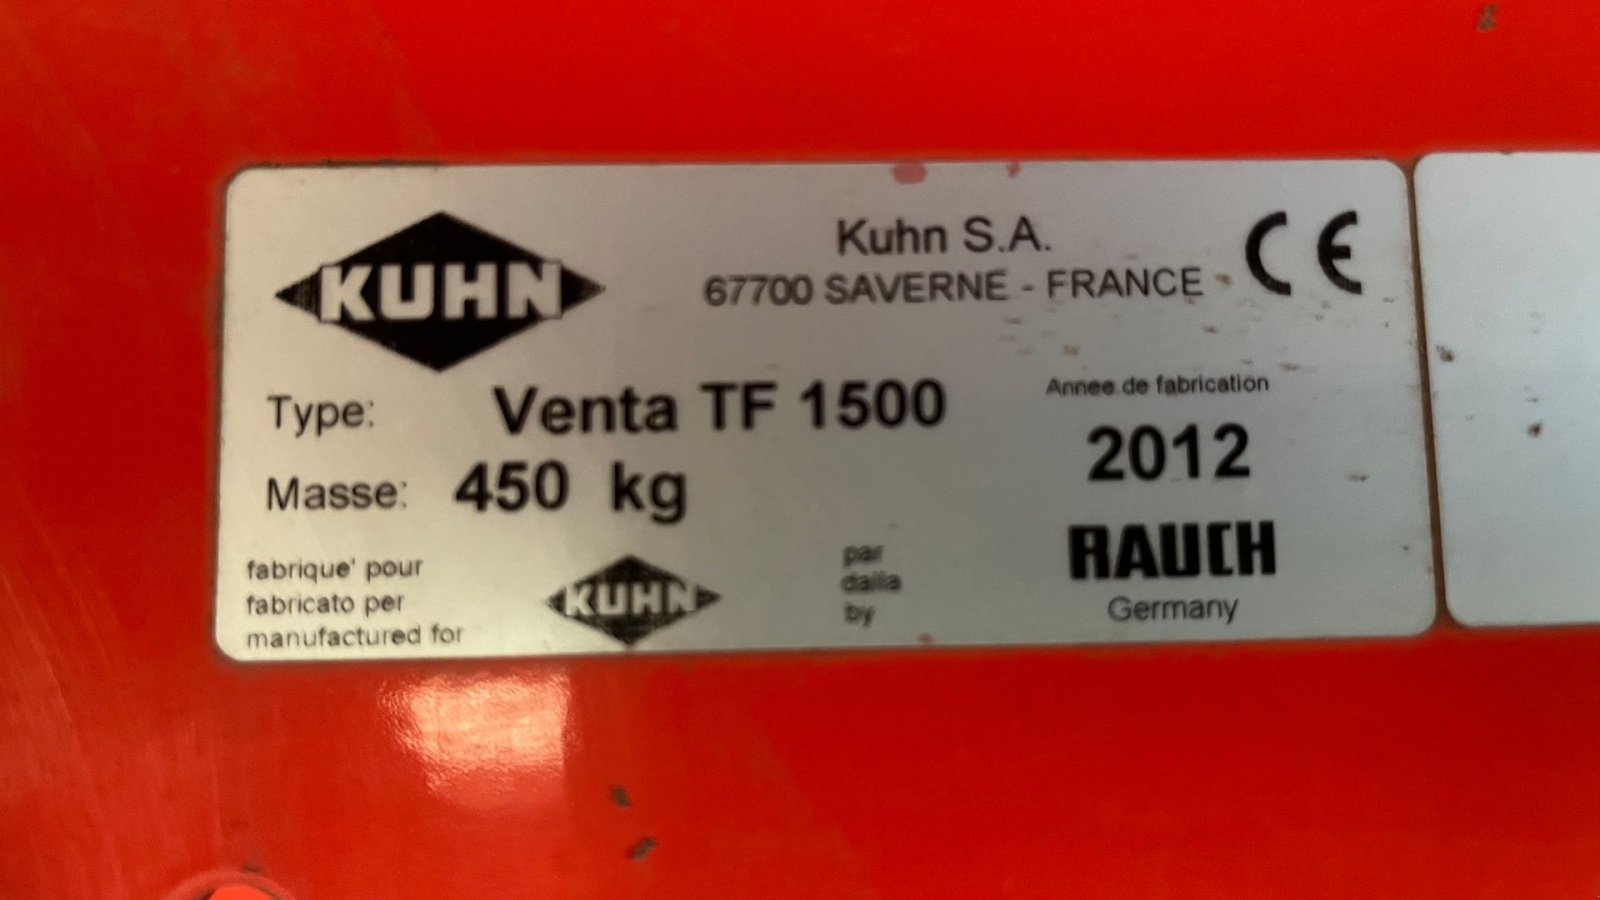 KUHN
Kuhn S.A.
67700 SAVERNE - FRANCE
CE
Type: Venta TF 1500
Masse: 450 kg
Annee de fabrication
2012
fabrique' pour
fabricato per
manufactured for
KUHN
par
dalla
by
RAUCH
Germany